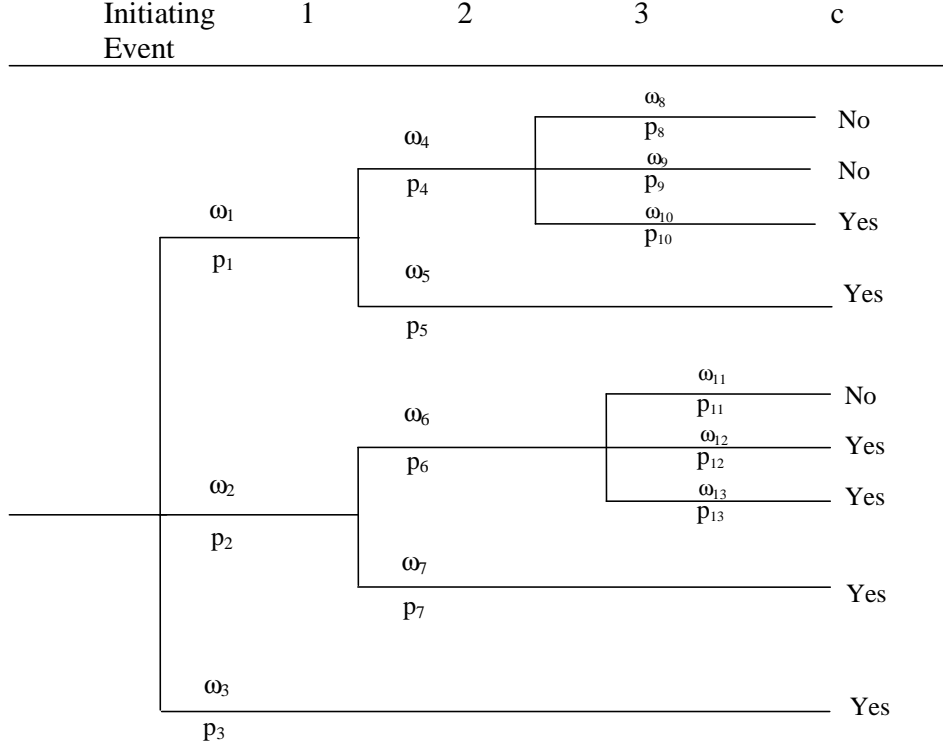 Initiating 1 2 3 c
Event
ω₈
p₈ No
ω₄
ω₉
p₄ p₉ No
ω₁ ω₁₀ Yes
p₁₀
p₁
ω₅ Yes
p₅
ω₁₁
ω₆ p₁₁ No
ω₁₂ Yes
p₆ p₁₂
ω₂ ω₁₃ Yes
p₁₃
p₂
ω₇
p₇ Yes
ω₃
p₃ Yes